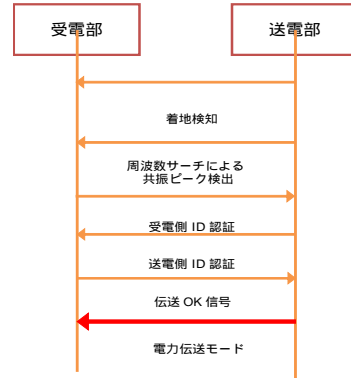 受電部
送電部
着地検知
周波数サーチによる
共振ピーク検出
受電側 ID 認証
送電側 ID 認証
伝送 OK 信号
電力伝送モード